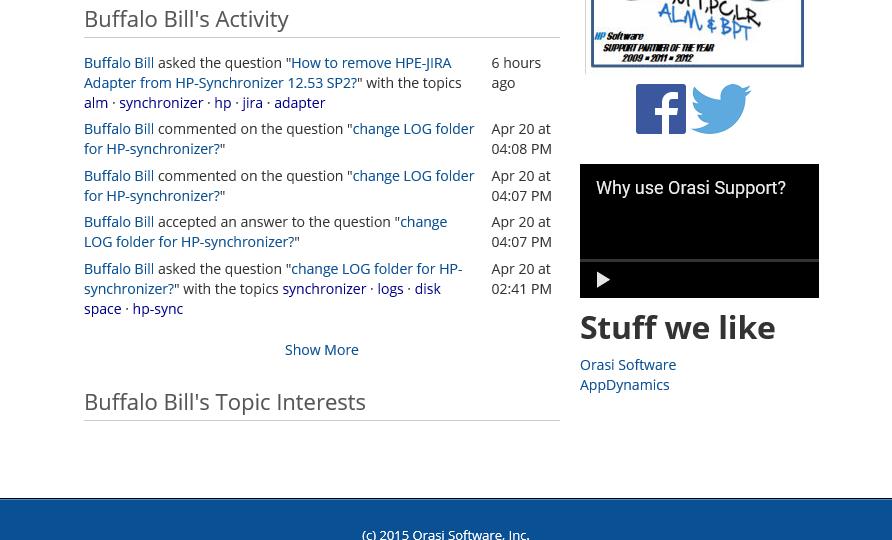 Buffalo Bill's Activity
Buffalo Bill asked the question "How to remove HPE-JIRA
Adapter from HP-Synchronizer 12.53 SP2?" with the topics
alm · synchronizer · hp · jira · adapter
6 hours
ago
Buffalo Bill commented on the question "change LOG folder
for HP-synchronizer?"
Apr 20 at
04:08 PM
Buffalo Bill commented on the question "change LOG folder
for HP-synchronizer?"
Apr 20 at
04:07 PM
Buffalo Bill accepted an answer to the question "change
LOG folder for HP-synchronizer?"
Apr 20 at
04:07 PM
Buffalo Bill asked the question "change LOG folder for HP-
synchronizer?" with the topics synchronizer · logs · disk
space · hp-sync
Apr 20 at
02:41 PM
Show More
Buffalo Bill's Topic Interests
ALM & BPT
HP Software
SUPPORT PARTNER OF THE YEAR
2009 • 2011 • 2012
Why use Orasi Support?
Stuff we like
Orasi Software
AppDynamics
(c) 2015 Orasi Software, Inc.